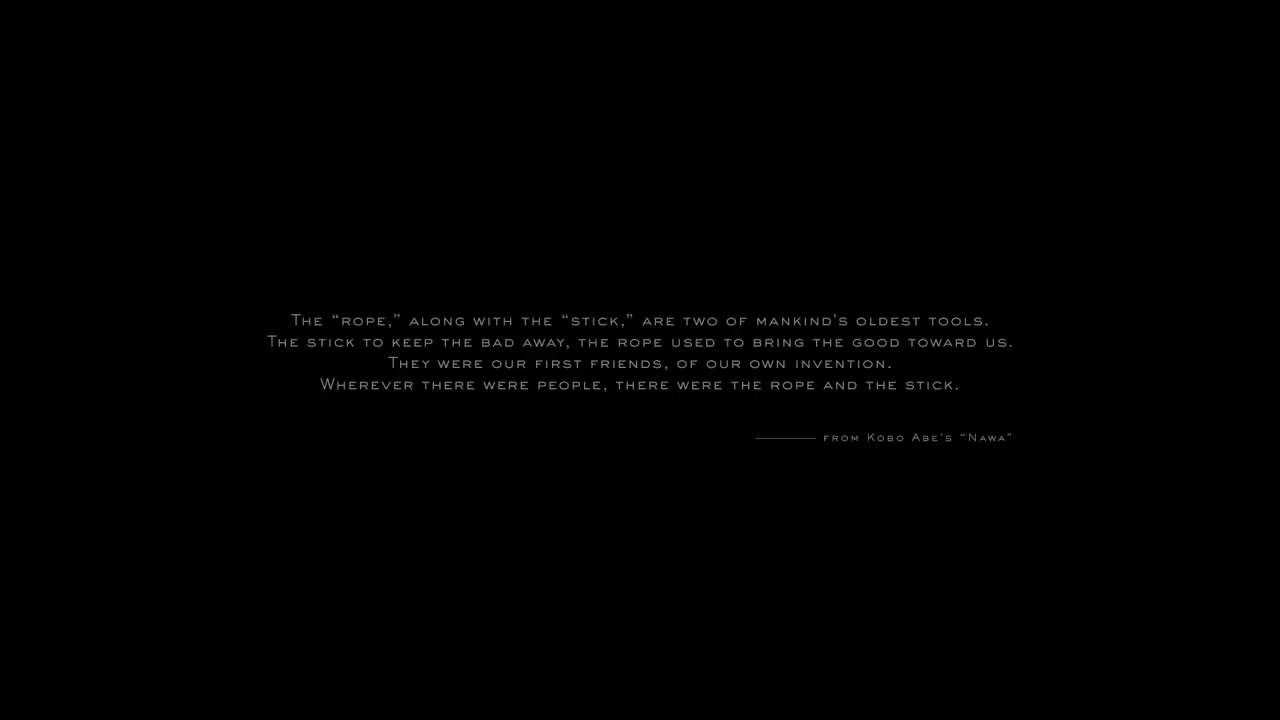 The “rope,” along with the “stick,” are two of mankind's oldest tools.
The stick to keep the bad away, the rope used to bring the good toward us.
They were our first friends, of our own invention.
Wherever there were people, there were the rope and the stick.
from Kobo Abe's “Nawa”